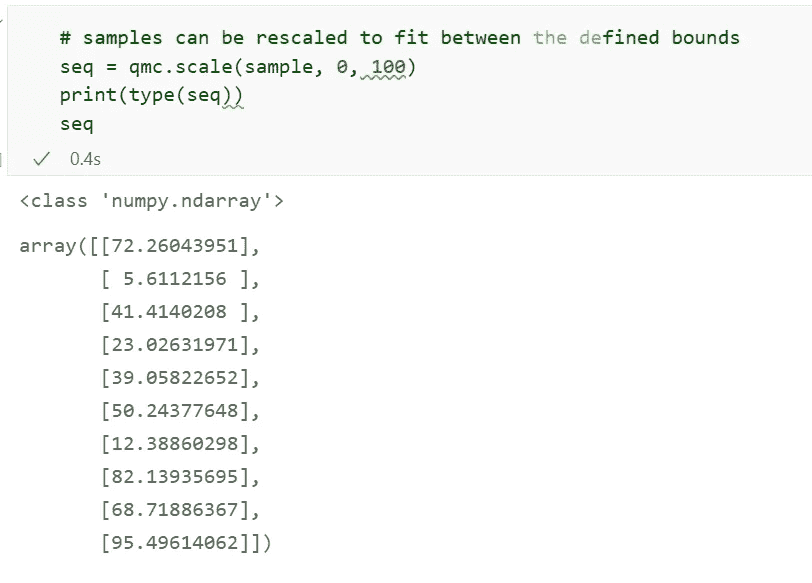 # samples can be rescaled to fit between the defined bounds
seq = qmc.scale(sample, 0, 100)
print(type(seq))
seq
0.4s
<class 'numpy.ndarray'>
array([[72.26043951],
       [ 5.6112156 ],
       [41.4140208 ],
       [23.02631971],
       [39.05822652],
       [50.24377648],
       [12.38860298],
       [82.13935695],
       [68.71886367],
       [95.49614062]])